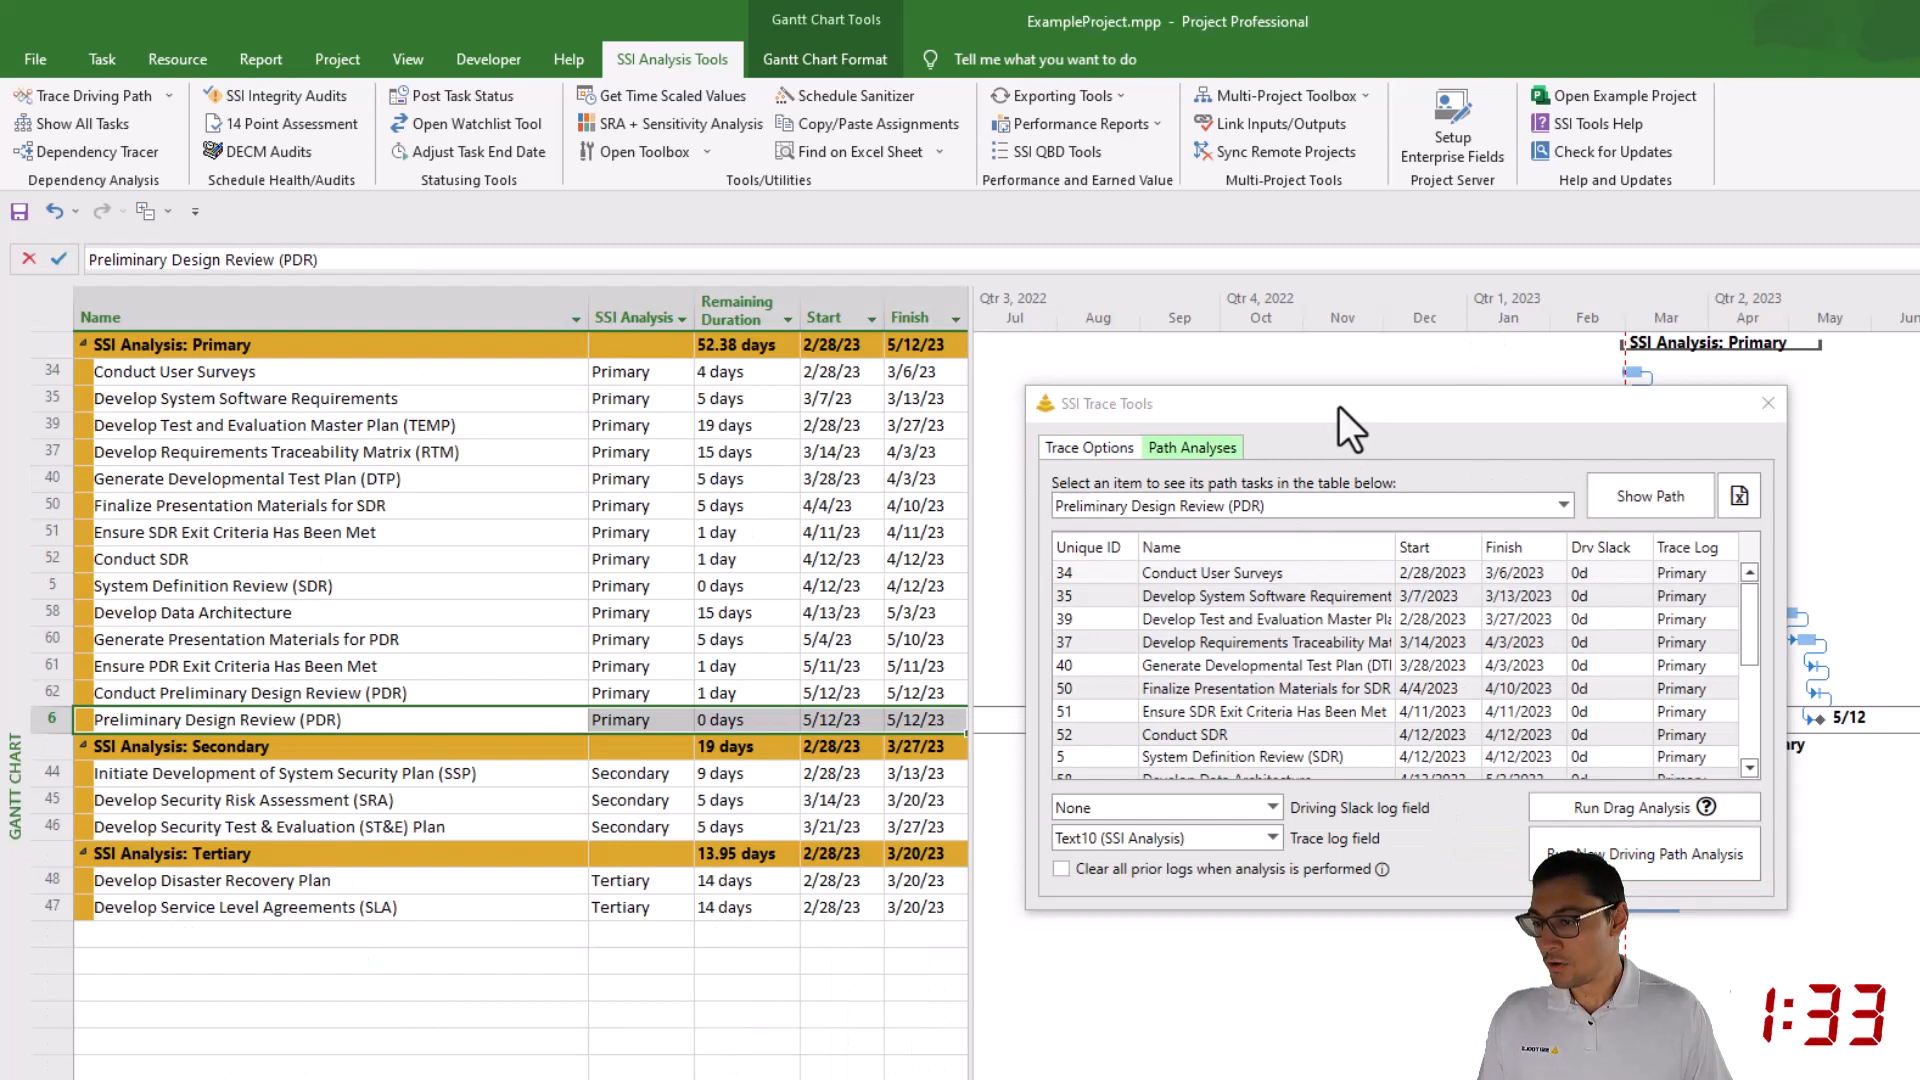 Gantt Chart Tools
ExampleProject.mpp - Project Professional
File Task Resource Report Project View Developer Help SSI Analysis Tools Gantt Chart Format Tell me what you want to do
Trace Driving Path SSI Integrity Audits Post Task Status Get Time Scaled Values Schedule Sanitizer Exporting Tools Multi-Project Toolbox Open Example Project
Show All Tasks 14 Point Assessment Open Watchlist Tool SRA + Sensitivity Analysis Copy/Paste Assignments Performance Reports Link Inputs/Outputs Setup SSI Tools Help
Dependency Tracer DECM Audits Adjust Task End Date Open Toolbox Find on Excel Sheet SSI QBD Tools Sync Remote Projects Enterprise Fields Check for Updates
Dependency Analysis Schedule Health/Audits Statusing Tools Tools/Utilities Performance and Earned Value Multi-Project Tools Project Server Help and Updates
Preliminary Design Review (PDR)
Name SSI Analysis Remaining Duration Start Finish
SSI Analysis: Primary 52.38 days 2/28/23 5/12/23
34 Conduct User Surveys Primary 4 days 2/28/23 3/6/23
35 Develop System Software Requirements Primary 5 days 3/7/23 3/13/23
39 Develop Test and Evaluation Master Plan (TEMP) Primary 19 days 2/28/23 3/27/23
37 Develop Requirements Traceability Matrix (RTM) Primary 15 days 3/14/23 4/3/23
40 Generate Developmental Test Plan (DTP) Primary 5 days 3/28/23 4/3/23
50 Finalize Presentation Materials for SDR Primary 5 days 4/4/23 4/10/23
51 Ensure SDR Exit Criteria Has Been Met Primary 1 day 4/11/23 4/11/23
52 Conduct SDR Primary 1 day 4/12/23 4/12/23
5 System Definition Review (SDR) Primary 0 days 4/12/23 4/12/23
58 Develop Data Architecture Primary 15 days 4/13/23 5/3/23
60 Generate Presentation Materials for PDR Primary 5 days 5/4/23 5/10/23
61 Ensure PDR Exit Criteria Has Been Met Primary 1 day 5/11/23 5/11/23
62 Conduct Preliminary Design Review (PDR) Primary 1 day 5/12/23 5/12/23
6 Preliminary Design Review (PDR) Primary 0 days 5/12/23 5/12/23
SSI Analysis: Secondary 19 days 2/28/23 3/27/23
44 Initiate Development of System Security Plan (SSP) Secondary 9 days 2/28/23 3/13/23
45 Develop Security Risk Assessment (SRA) Secondary 5 days 3/14/23 3/20/23
46 Develop Security Test & Evaluation (ST&E) Plan Secondary 5 days 3/21/23 3/27/23
SSI Analysis: Tertiary 13.95 days 2/28/23 3/20/23
48 Develop Disaster Recovery Plan Tertiary 14 days 2/28/23 3/20/23
47 Develop Service Level Agreements (SLA) Tertiary 14 days 2/28/23 3/20/23
GANTT CHART
Qtr 3, 2022 Qtr 4, 2022 Qtr 1, 2023 Qtr 2, 2023
Jul Aug Sep Oct Nov Dec Jan Feb Mar Apr May Jun
SSI Analysis: Primary
5/12
ry
SSI Trace Tools
Trace Options Path Analyses
Select an item to see its path tasks in the table below:
Preliminary Design Review (PDR) Show Path
Unique ID Name Start Finish Drv Slack Trace Log
34 Conduct User Surveys 2/28/2023 3/6/2023 0d Primary
35 Develop System Software Requirement 3/7/2023 3/13/2023 0d Primary
39 Develop Test and Evaluation Master Pl 2/28/2023 3/27/2023 0d Primary
37 Develop Requirements Traceability Mat 3/14/2023 4/3/2023 0d Primary
40 Generate Developmental Test Plan (DT 3/28/2023 4/3/2023 0d Primary
50 Finalize Presentation Materials for SDR 4/4/2023 4/10/2023 0d Primary
51 Ensure SDR Exit Criteria Has Been Met 4/11/2023 4/11/2023 0d Primary
52 Conduct SDR 4/12/2023 4/12/2023 0d Primary
5 System Definition Review (SDR) 4/12/2023 4/12/2023 0d Primary
None Driving Slack log field Run Drag Analysis
Text10 (SSI Analysis) Trace log field
Driving Path Analysis
Clear all prior logs when analysis is performed
1:33